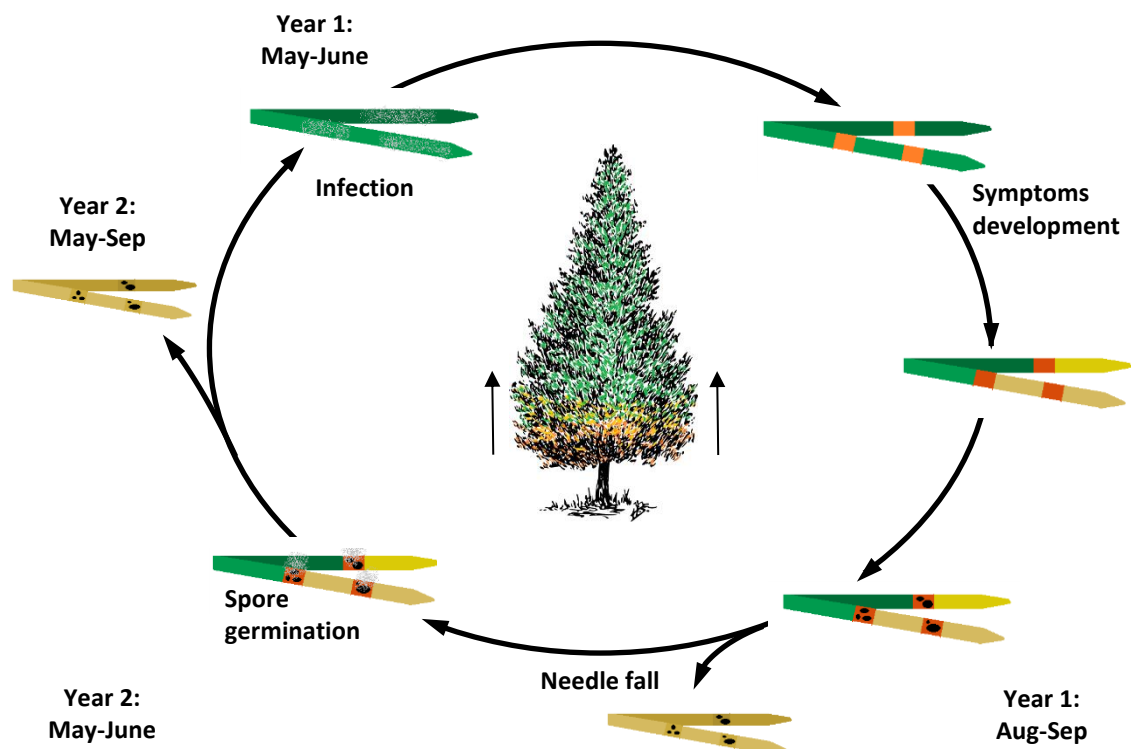 Year 1:
May-June
Infection
Symptoms
development
Year 2:
May-Sep
Spore
germination
Needle fall
Year 2:
May-June
Year 1:
Aug-Sep